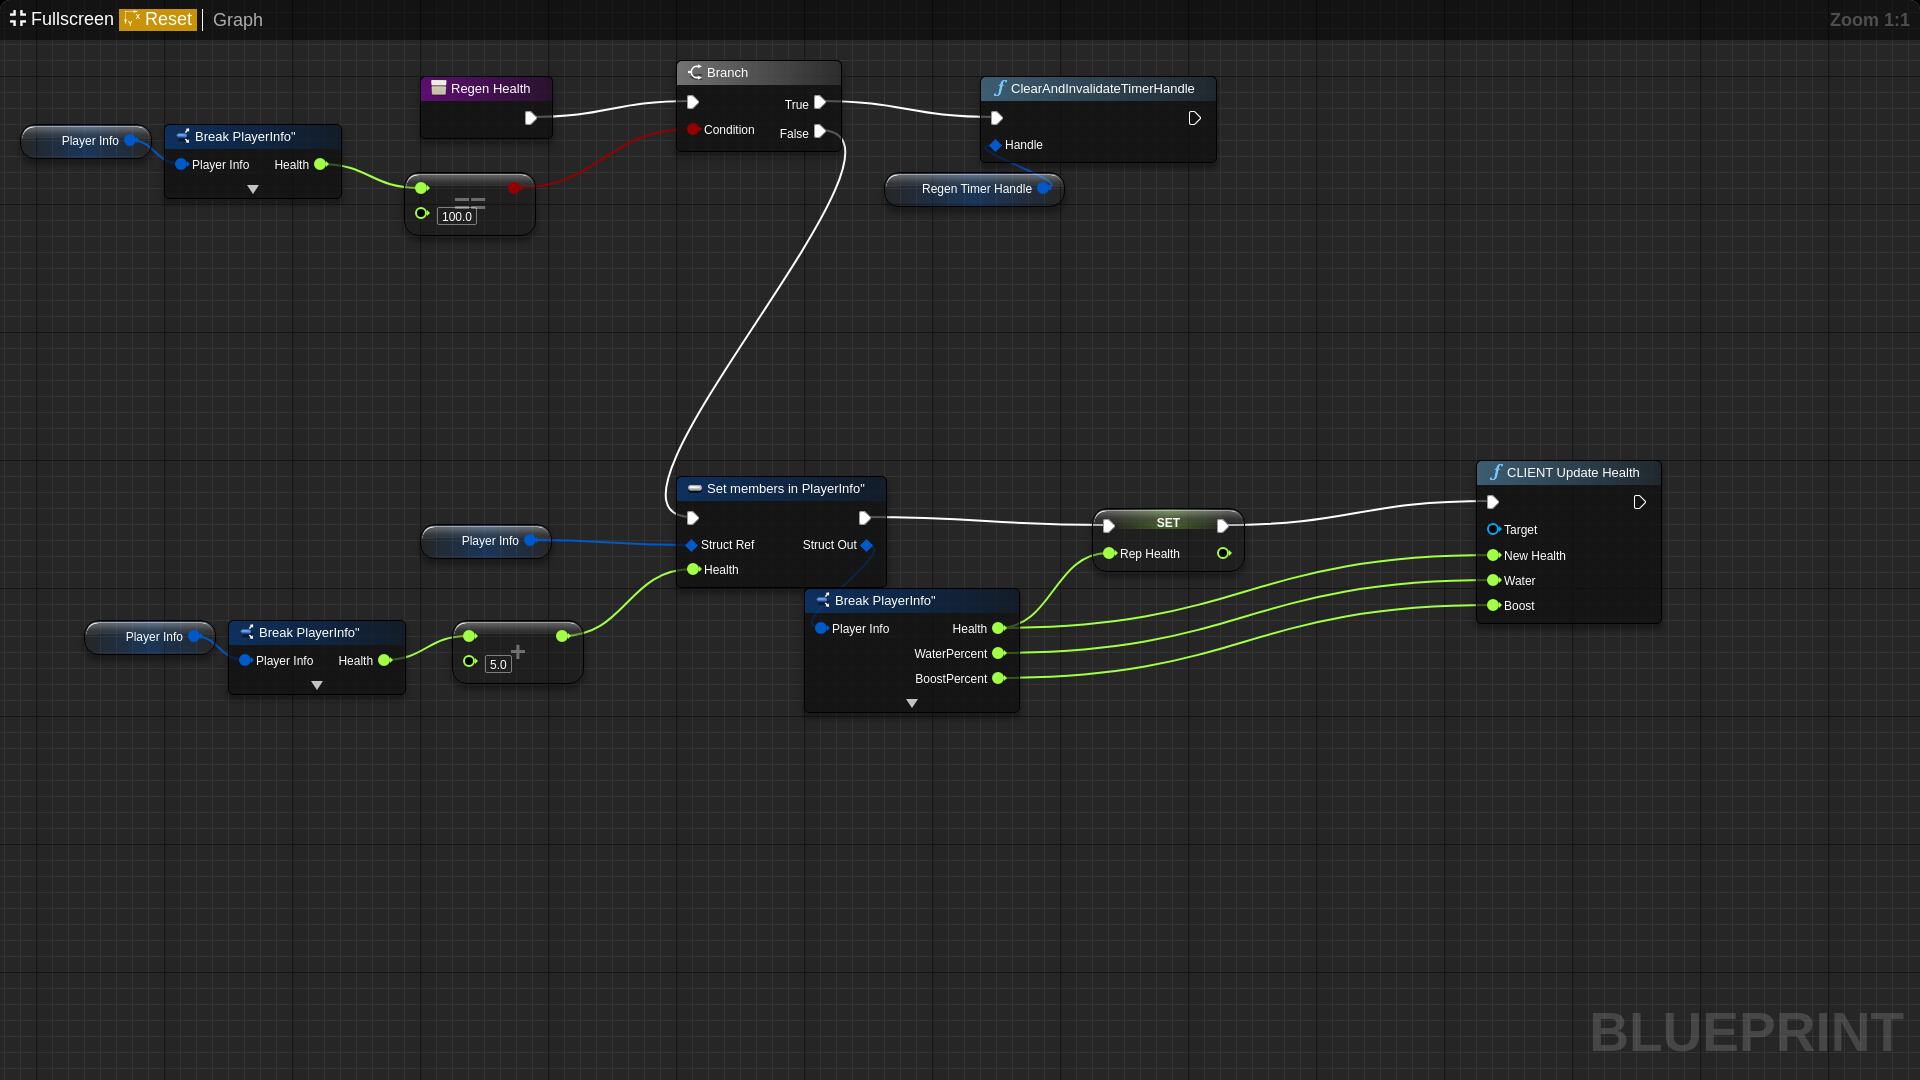 Fullscreen Reset Graph Zoom 1:1
Regen Health
Branch
True
Condition
False
ClearAndInvalidateTimerHandle
Handle
Regen Timer Handle
Player Info
Break PlayerInfo"
Player Info Health
==
100.0
Set members in PlayerInfo"
Struct Ref Struct Out
Health
Player Info
Player Info
Break PlayerInfo"
Player Info Health
+
5.0
Break PlayerInfo"
Player Info Health
WaterPercent
BoostPercent
SET
Rep Health
CLIENT Update Health
Target
New Health
Water
Boost
BLUEPRINT